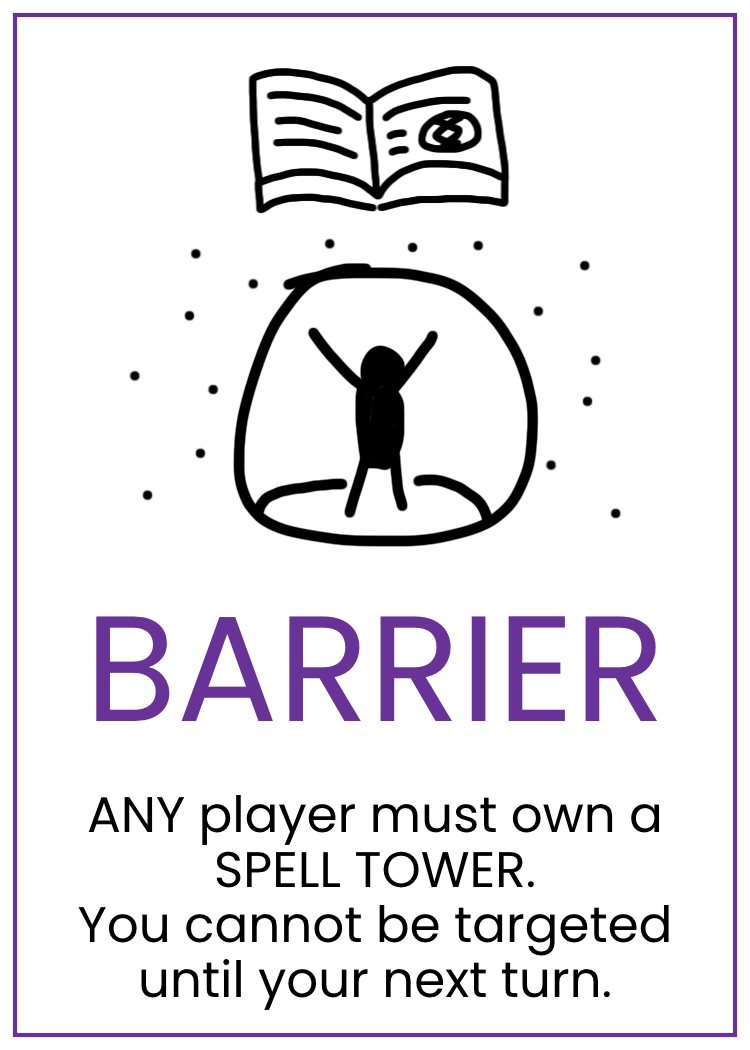 BARRIER
ANY player must own a
SPELL TOWER.
You cannot be targeted
until your next turn.